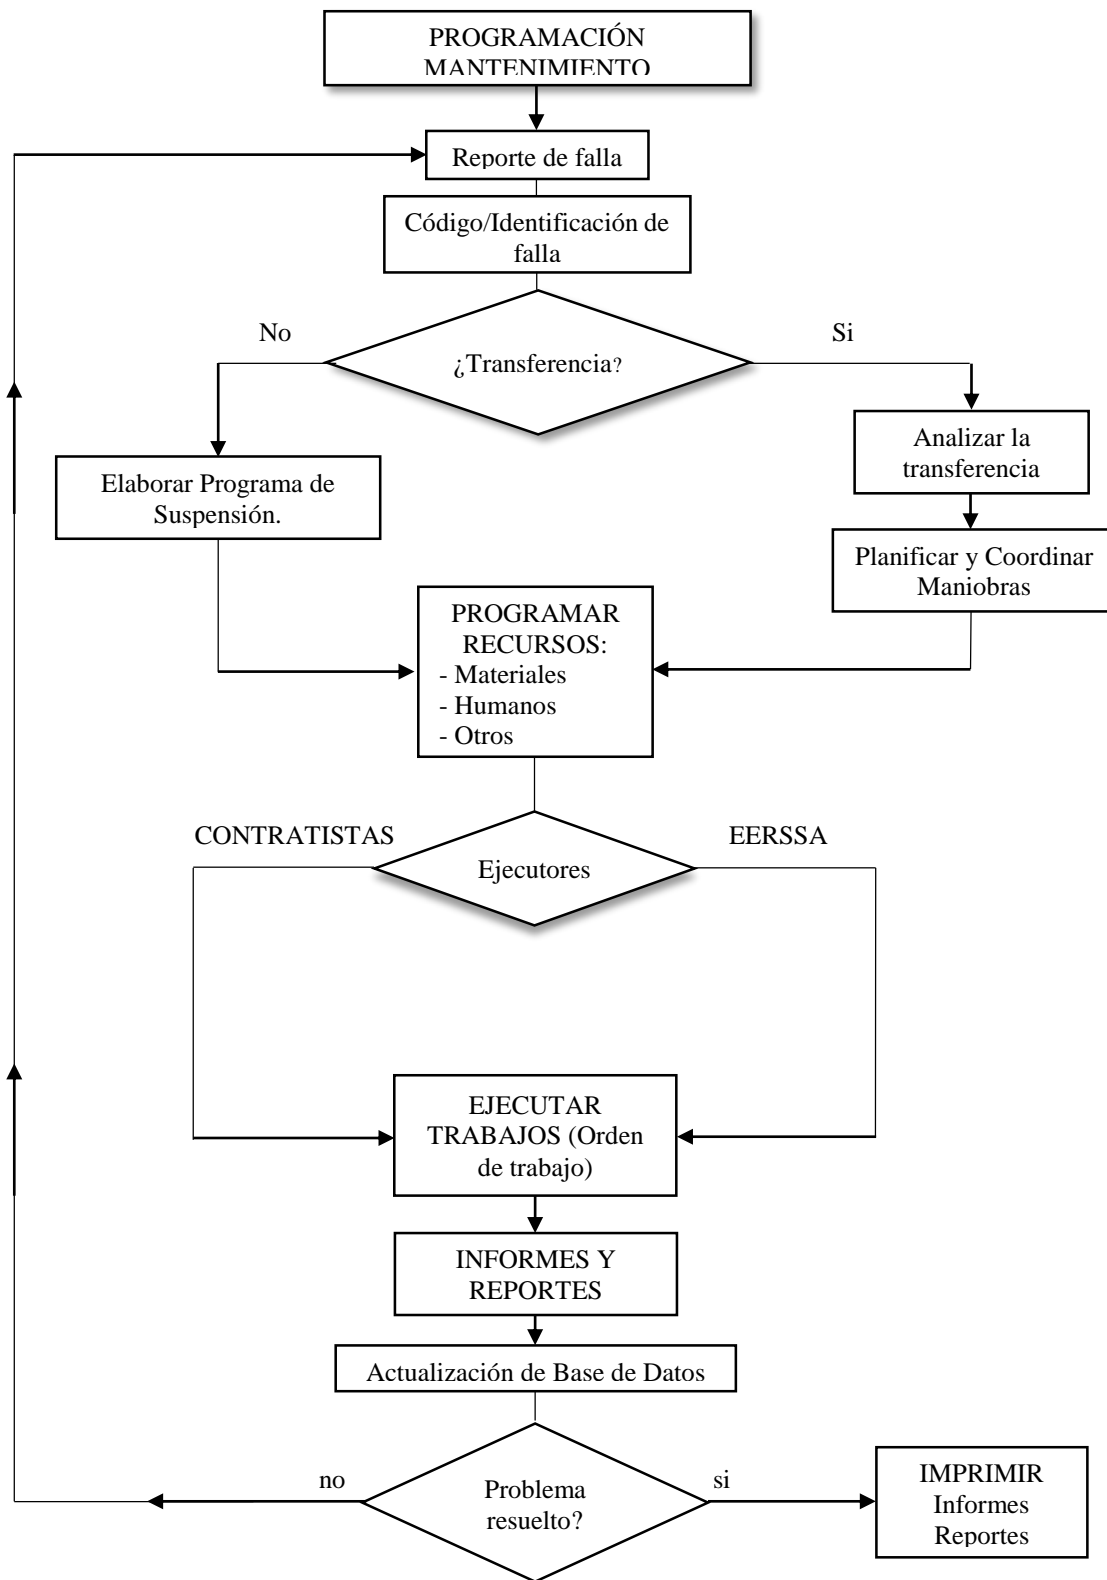 PROGRAMACIÓN
MANTENIMIENTO
Reporte de falla
Código/Identificación de
falla
No
Si
¿Transferencia?
Elaborar Programa de
Suspensión.
Analizar la
transferencia
Planificar y Coordinar
Maniobras
PROGRAMAR
RECURSOS:
- Materiales
- Humanos
- Otros
CONTRATISTAS
EERSSA
Ejecutores
EJECUTAR
TRABAJOS (Orden
de trabajo)
INFORMES Y
REPORTES
Actualización de Base de Datos
no
si
Problema
resuelto?
IMPRIMIR
Informes
Reportes